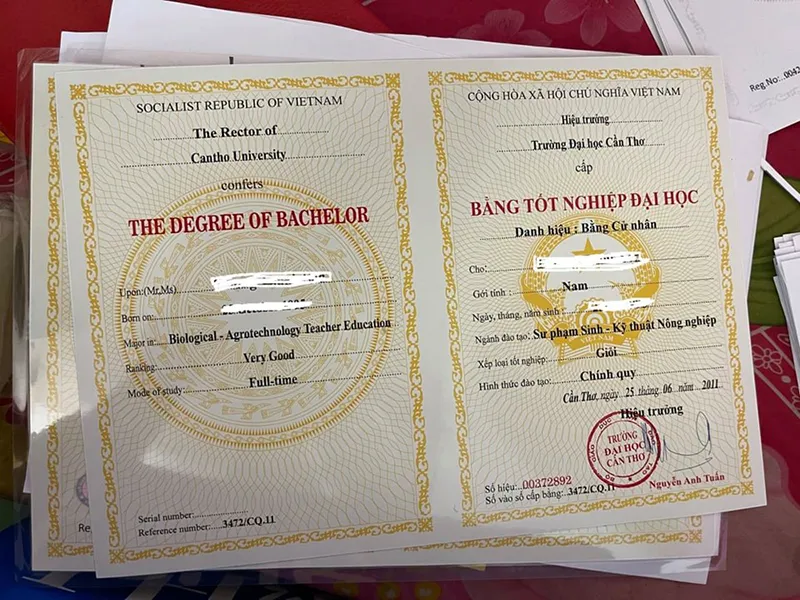 SOCIALIST REPUBLIC OF VIETNAM
The Rector of
Cantho University
confers
THE DEGREE OF BACHELOR
Upon:(Mr,Ms)
Born on:
Major in: Biological - Agrotechnology Teacher Education
Ranking: Very Good
Mode of study: Full-time
Serial number:
Reference number: 3472/CQ.11
CỘNG HÒA XÃ HỘI CHỦ NGHĨA VIỆT NAM
Hiệu trưởng
Trường Đại học Cần Thơ
cấp
BẰNG TỐT NGHIỆP ĐẠI HỌC
Danh hiệu : Bằng Cử nhân
Cho:
Giới tính : Nam
Ngày, tháng, năm sinh :
VIỆT NAM
Ngành đào tạo: Sư phạm Sinh - Kỹ thuật Nông nghiệp
Xếp loại tốt nghiệp: Giỏi
Hình thức đào tạo: Chính quy
Cần Thơ, ngày 25 tháng 06 năm 2011
Hiệu trưởng
TRƯỜNG
ĐẠI HỌC
CẦN THƠ
Nguyễn Anh Tuấn
Số hiệu: 00372892
Số vào sổ cấp bằng: 3472/CQ.11
Reg.No: